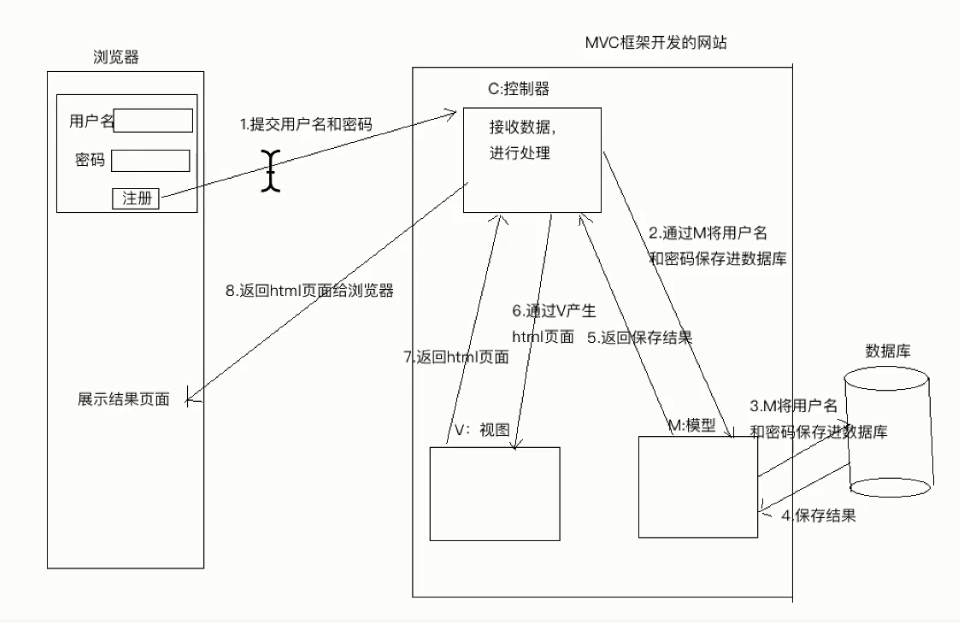 MVC框架开发的网站
浏览器
C:控制器
用户名
密码
注册
1.提交用户名和密码
接收数据，
进行处理
2.通过M将用户名
和密码保存进数据库
8.返回html页面给浏览器
6.通过V产生
html页面
5.返回保存结果
7.返回html页面
数据库
展示结果页面
3.M将用户名
和密码保存进数据库
V：视图
M:模型
4.保存结果